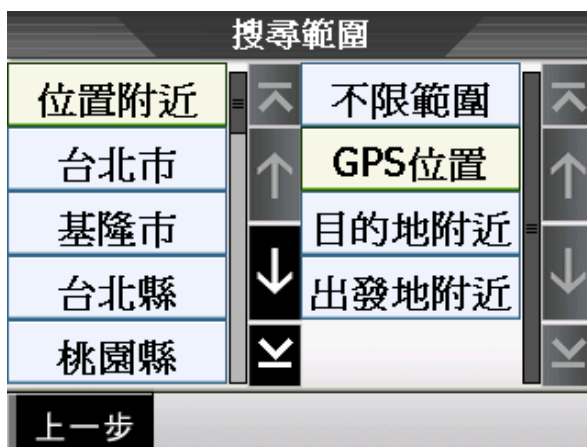 搜尋範圍
位置附近
台北市
基隆市
台北縣
桃園縣
不限範圍
GPS位置
目的地附近
出發地附近
上一步